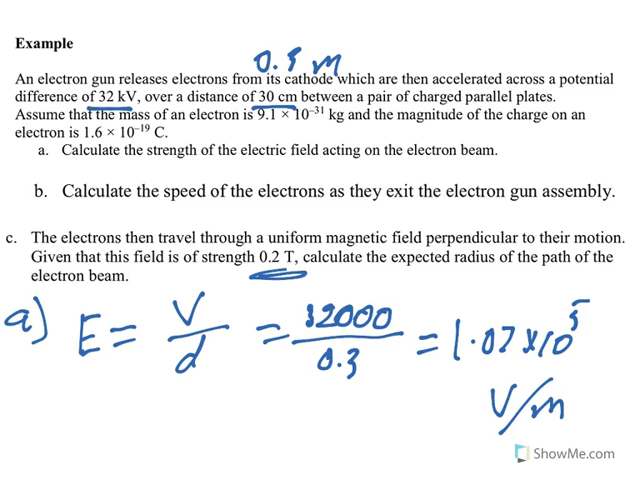 Example
0.3 m
An electron gun releases electrons from its cathode which are then accelerated across a potential
difference of 32 kV, over a distance of 30 cm between a pair of charged parallel plates.
Assume that the mass of an electron is 9.1 × 10⁻³¹ kg and the magnitude of the charge on an
electron is 1.6 × 10⁻¹⁹ C.
a. Calculate the strength of the electric field acting on the electron beam.
b. Calculate the speed of the electrons as they exit the electron gun assembly.
c. The electrons then travel through a uniform magnetic field perpendicular to their motion.
Given that this field is of strength 0.2 T, calculate the expected radius of the path of the
electron beam.
a) E = V/d = 32000/0.3 = 1.07 × 10⁵
V/m
ShowMe.com